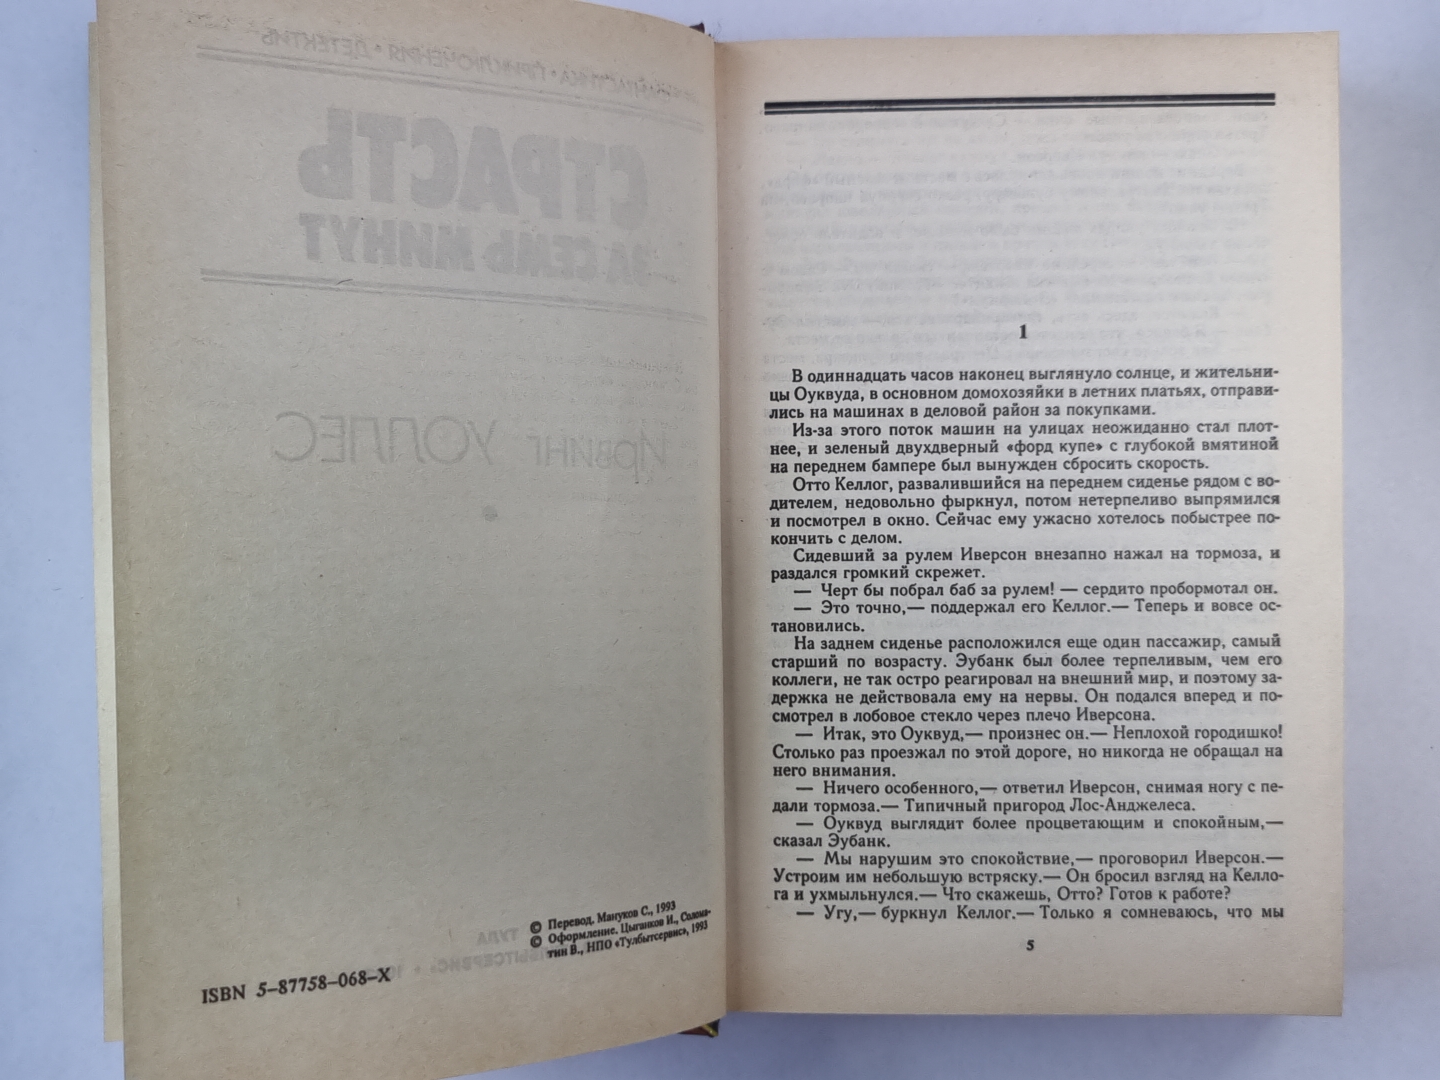 ФАНТАСТИКА • ПРИКЛЮЧЕНИЯ • ДЕТЕКТИВ
СТРАСТЬ
ЗА СЕМЬ МИНУТ
Ирвинг УОЛЛЕС
ТУЛА
© Перевод. Мануков С., 1993
© Оформление. Цыганков И., Солома-
тин В., НПО «Тулбытсервис», 1993
ISBN 5–87758–068–X
1
В одиннадцать часов наконец выглянуло солнце, и жительни-
цы Оуквуда, в основном домохозяйки в летних платьях, отправи-
лись на машинах в деловой район за покупками.
Из-за этого поток машин на улицах неожиданно стал плот-
нее, и зеленый двухдверный «форд купе» с глубокой вмятиной
на переднем бампере был вынужден сбросить скорость.
Отто Келлог, развалившийся на переднем сиденье рядом с во-
дителем, недовольно фыркнул, потом нетерпеливо выпрямился
и посмотрел в окно. Сейчас ему ужасно хотелось побыстрее по-
кончить с делом.
Сидевший за рулем Иверсон внезапно нажал на тормоза, и
раздался громкий скрежет.
— Черт бы побрал баб за рулем! — сердито пробормотал он.
— Это точно,— поддержал его Келлог.— Теперь и вовсе ос-
тановились.
На заднем сиденье расположился еще один пассажир, самый
старший по возрасту. Эубанк был более терпеливым, чем его
коллеги, не так остро реагировал на внешний мир, и поэтому за-
держка не действовала ему на нервы. Он подался вперед и по-
смотрел в лобовое стекло через плечо Иверсона.
— Итак, это Оуквуд,— произнес он.— Неплохой городишко!
Столько раз проезжал по этой дороге, но никогда не обращал на
него внимания.
— Ничего особенного,— ответил Иверсон, снимая ногу с пе-
дали тормоза.— Типичный пригород Лос-Анджелеса.
— Оуквуд выглядит более процветающим и спокойным,—
сказал Эубанк.
— Мы нарушим это спокойствие,— проговорил Иверсон.—
Устроим им небольшую встряску.— Он бросил взгляд на Келло-
га и ухмыльнулся.— Что скажешь, Отто? Готов к работе?
— Угу,— буркнул Келлог.— Только я сомневаюсь, что мы
5